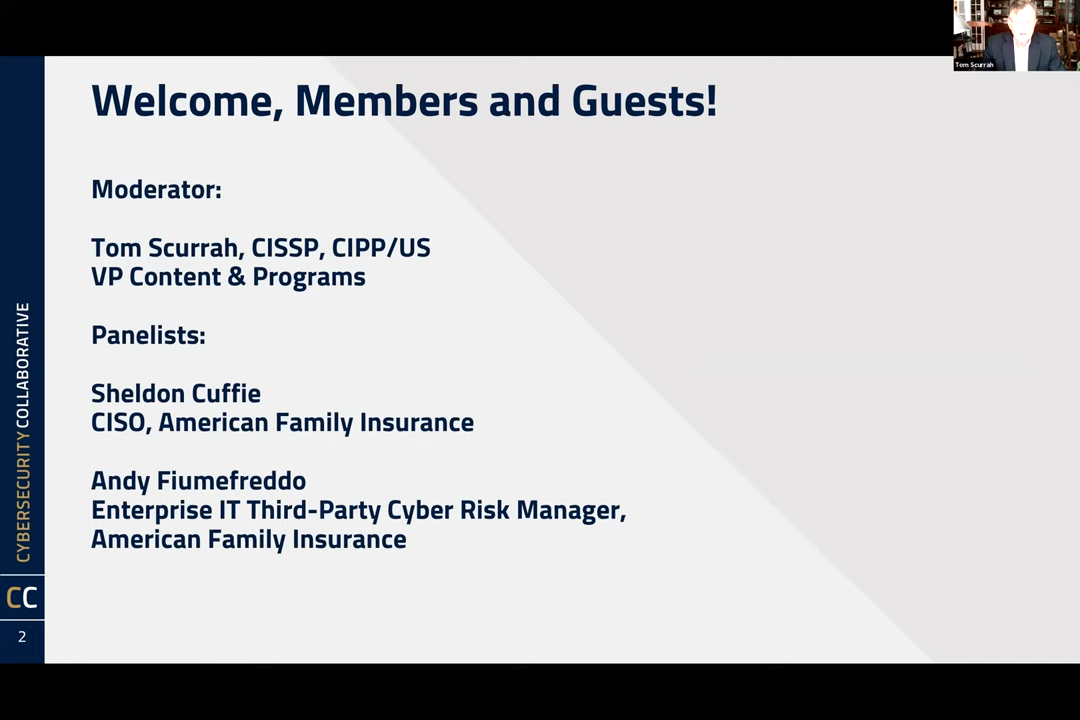 Tom Scurrah
Welcome, Members and Guests!
Moderator:
Tom Scurrah, CISSP, CIPP/US
VP Content & Programs
Panelists:
Sheldon Cuffie
CISO, American Family Insurance
Andy Fiumefreddo
Enterprise IT Third-Party Cyber Risk Manager,
American Family Insurance
CYBERSECURITY COLLABORATIVE
CC
2